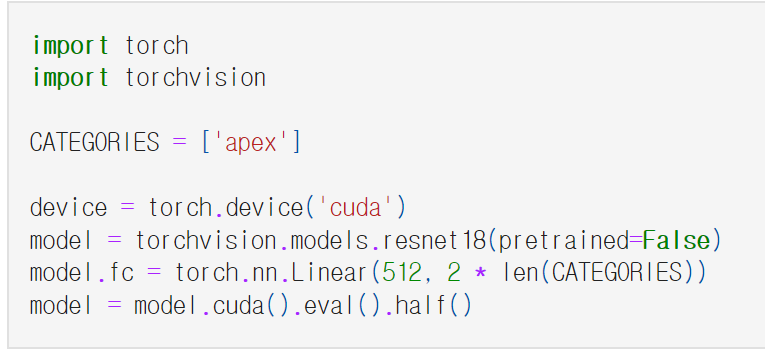 import torch
import torchvision
CATEGORIES = ['apex']
device = torch.device('cuda')
model = torchvision.models.resnet18(pretrained=False)
model.fc = torch.nn.Linear(512, 2 * len(CATEGORIES))
model = model.cuda().eval().half()